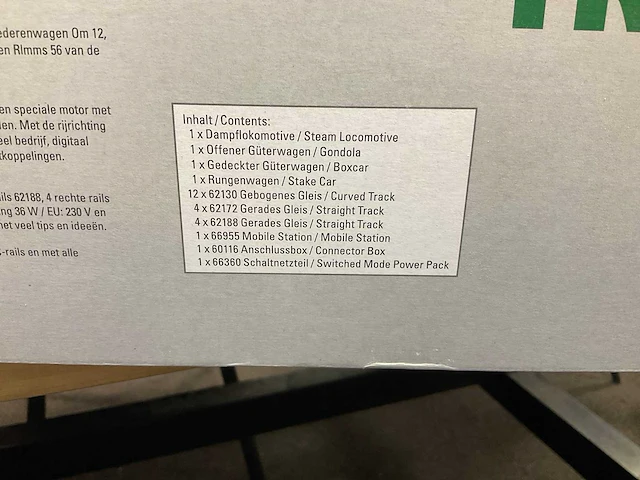 ederenwagen Om 12,
en Rlmms 56 van de
en speciale motor met
en. Met de rijrichting
eel bedrijf, digitaal
koppelingen.
ils 62188, 4 rechte rails
ng 36 W / EU: 230 V en
met veel tips en ideeën.
-rails en met alle
Inhalt / Contents:
1 x Dampflokomotive / Steam Locomotive
1 x Offener Güterwagen / Gondola
1 x Gedeckter Güterwagen / Boxcar
1 x Rungenwagen / Stake Car
12 x 62130 Gebogenes Gleis / Curved Track
4 x 62172 Gerades Gleis / Straight Track
4 x 62188 Gerades Gleis / Straight Track
1 x 66955 Mobile Station / Mobile Station
1 x 60116 Anschlussbox / Connector Box
1 x 66360 Schaltnetzteil / Switched Mode Power Pack